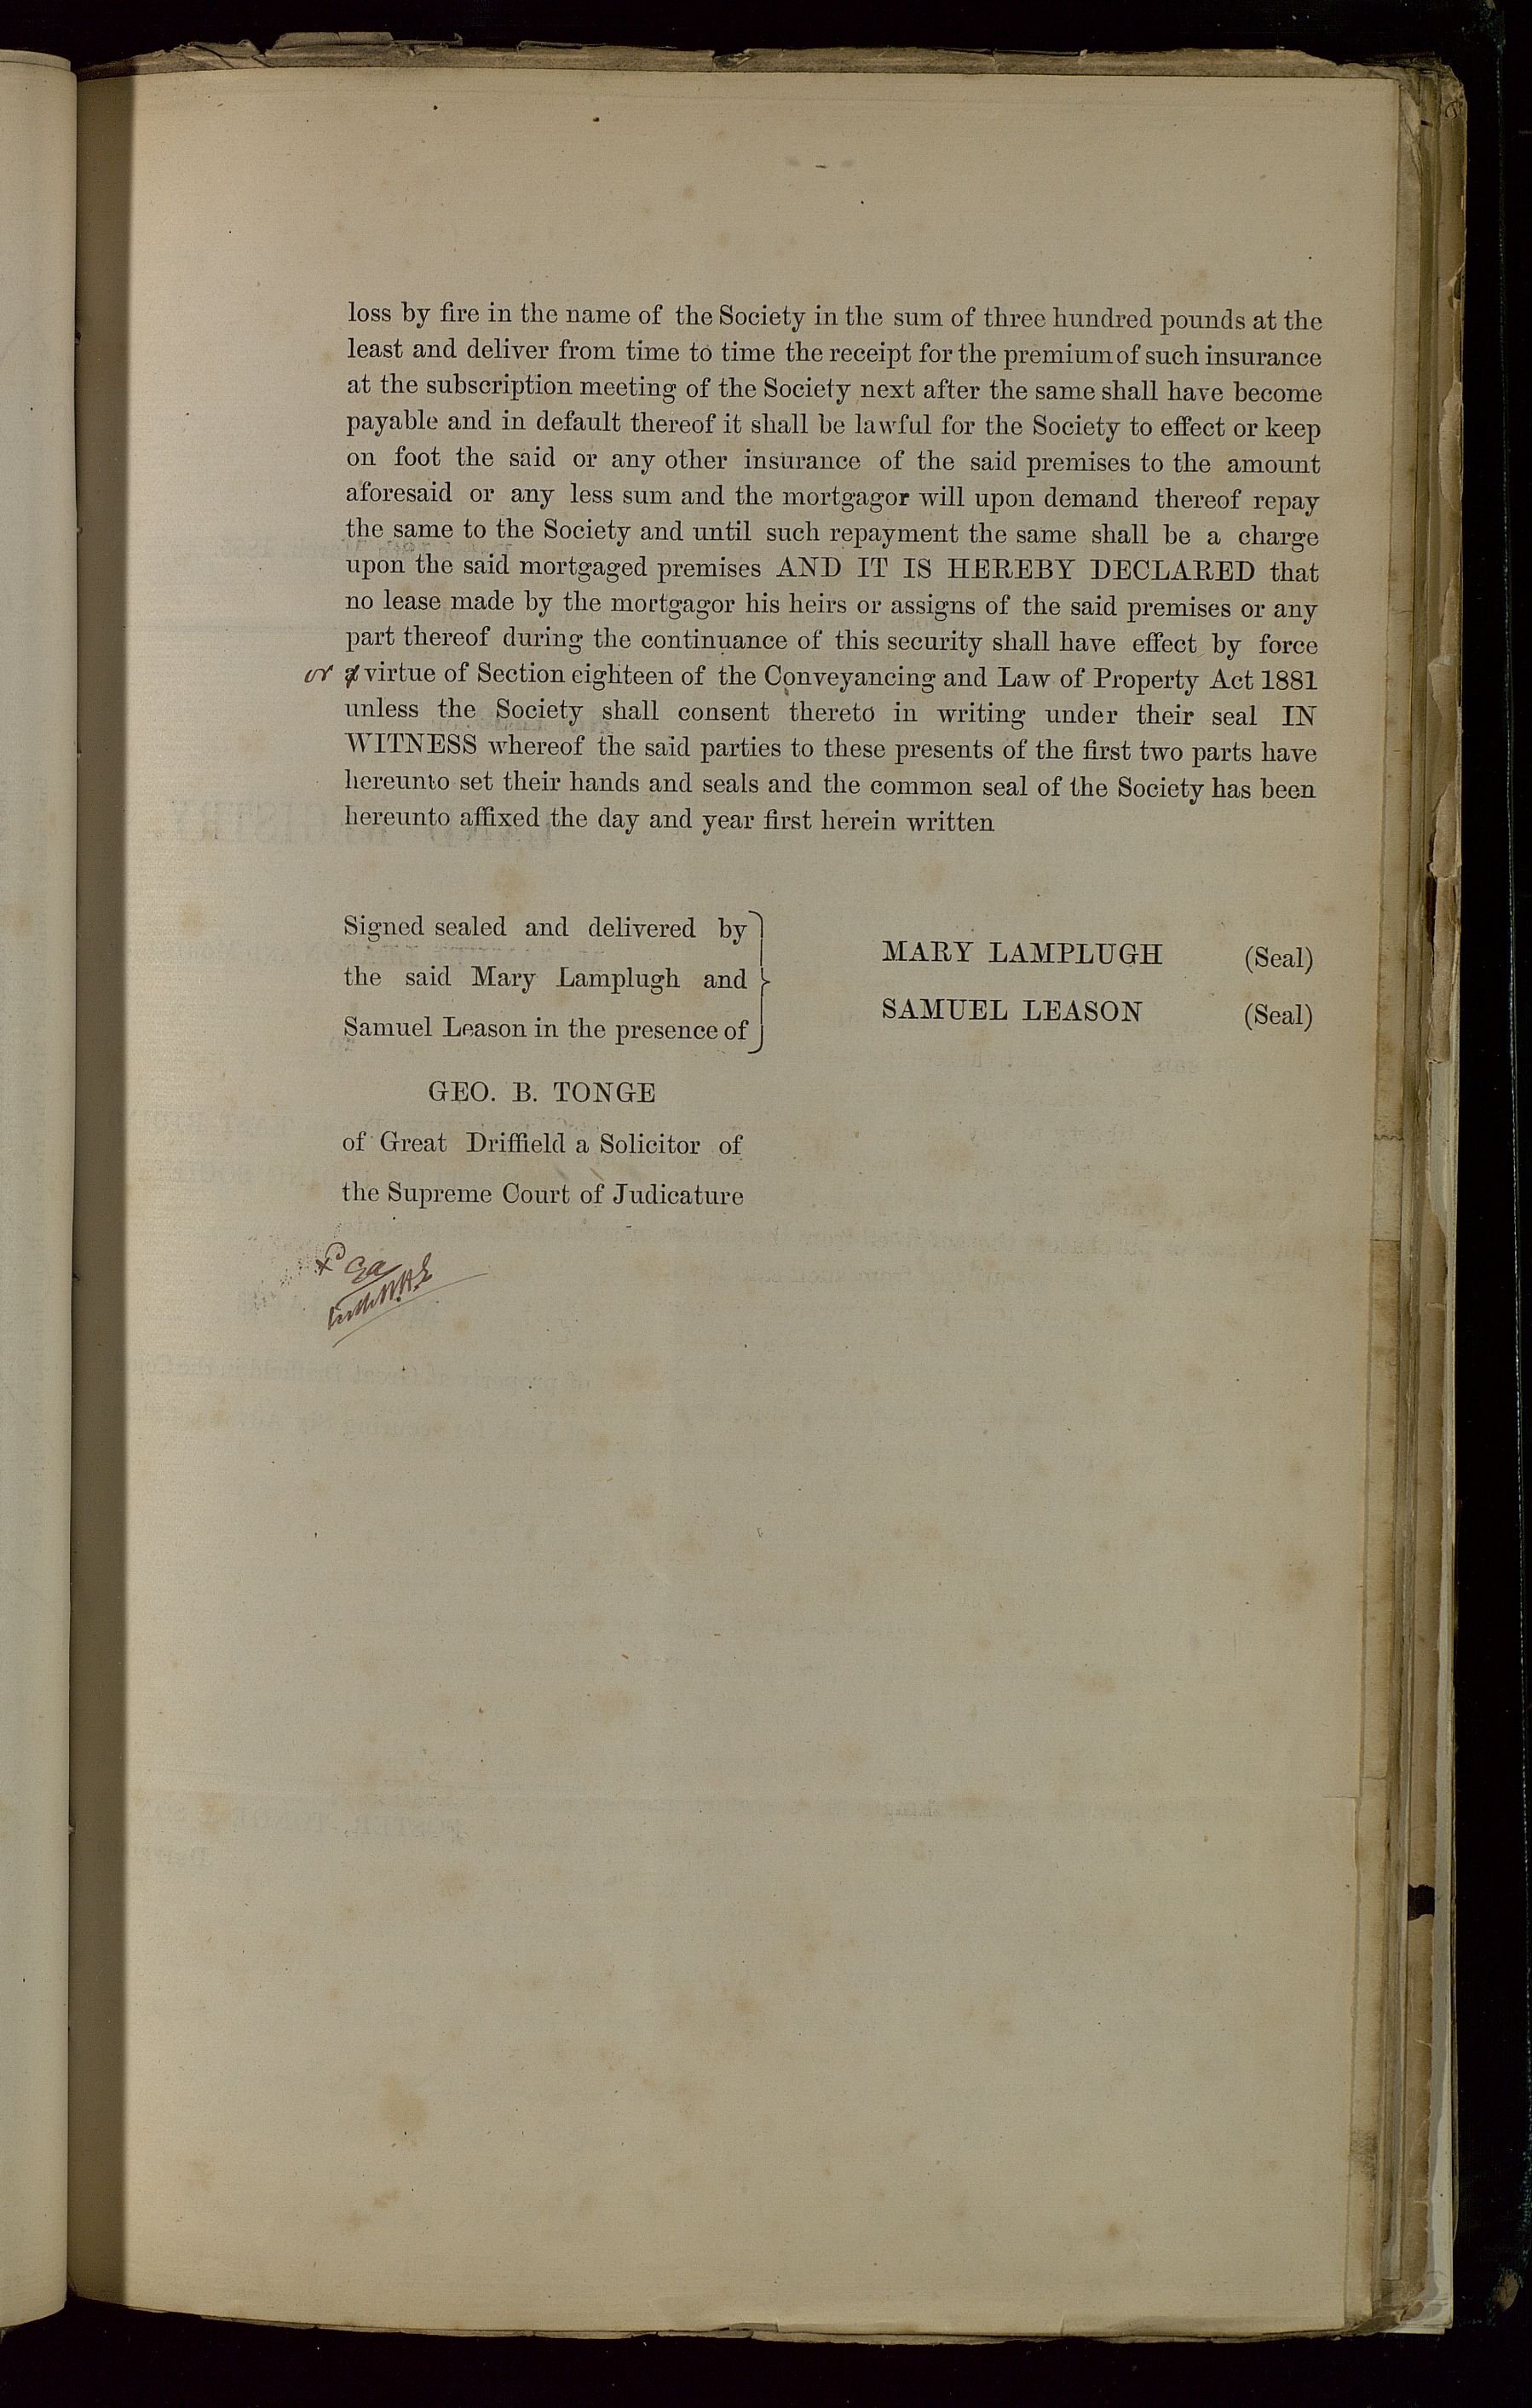 loss by fire in the name of the Society in the sum of three hundred pounds at the
least and deliver from time to time the receipt for the premium of such insurance
at the subscription meeting of the Society next after the same shall have become
payable and in default thereof it shall be lawful for the Society to effect or keep
on foot the said or any other insurance of the said premises to the amount
aforesaid or any less sum and the mortgagor will upon demand thereof repay
the same to the Society and until such repayment the same shall be a charge
upon the said mortgaged premises AND IT IS HEREBY DECLARED that
no lease made by the mortgagor his heirs or assigns of the said premises or any
part thereof during the continuance of this security shall have effect by force
or virtue of Section eighteen of the Conveyancing and Law of Property Act 1881
unless the Society shall consent thereto in writing under their seal IN
WITNESS whereof the said parties to these presents of the first two parts have
hereunto set their hands and seals and the common seal of the Society has been
hereunto affixed the day and year first herein written
Signed sealed and delivered by
the said Mary Lamplugh and
Samuel Leason in the presence of
MARY LAMPLUGH (Seal)
SAMUEL LEASON (Seal)
GEO. B. TONGE
of Great Driffield a Solicitor of
the Supreme Court of Judicature